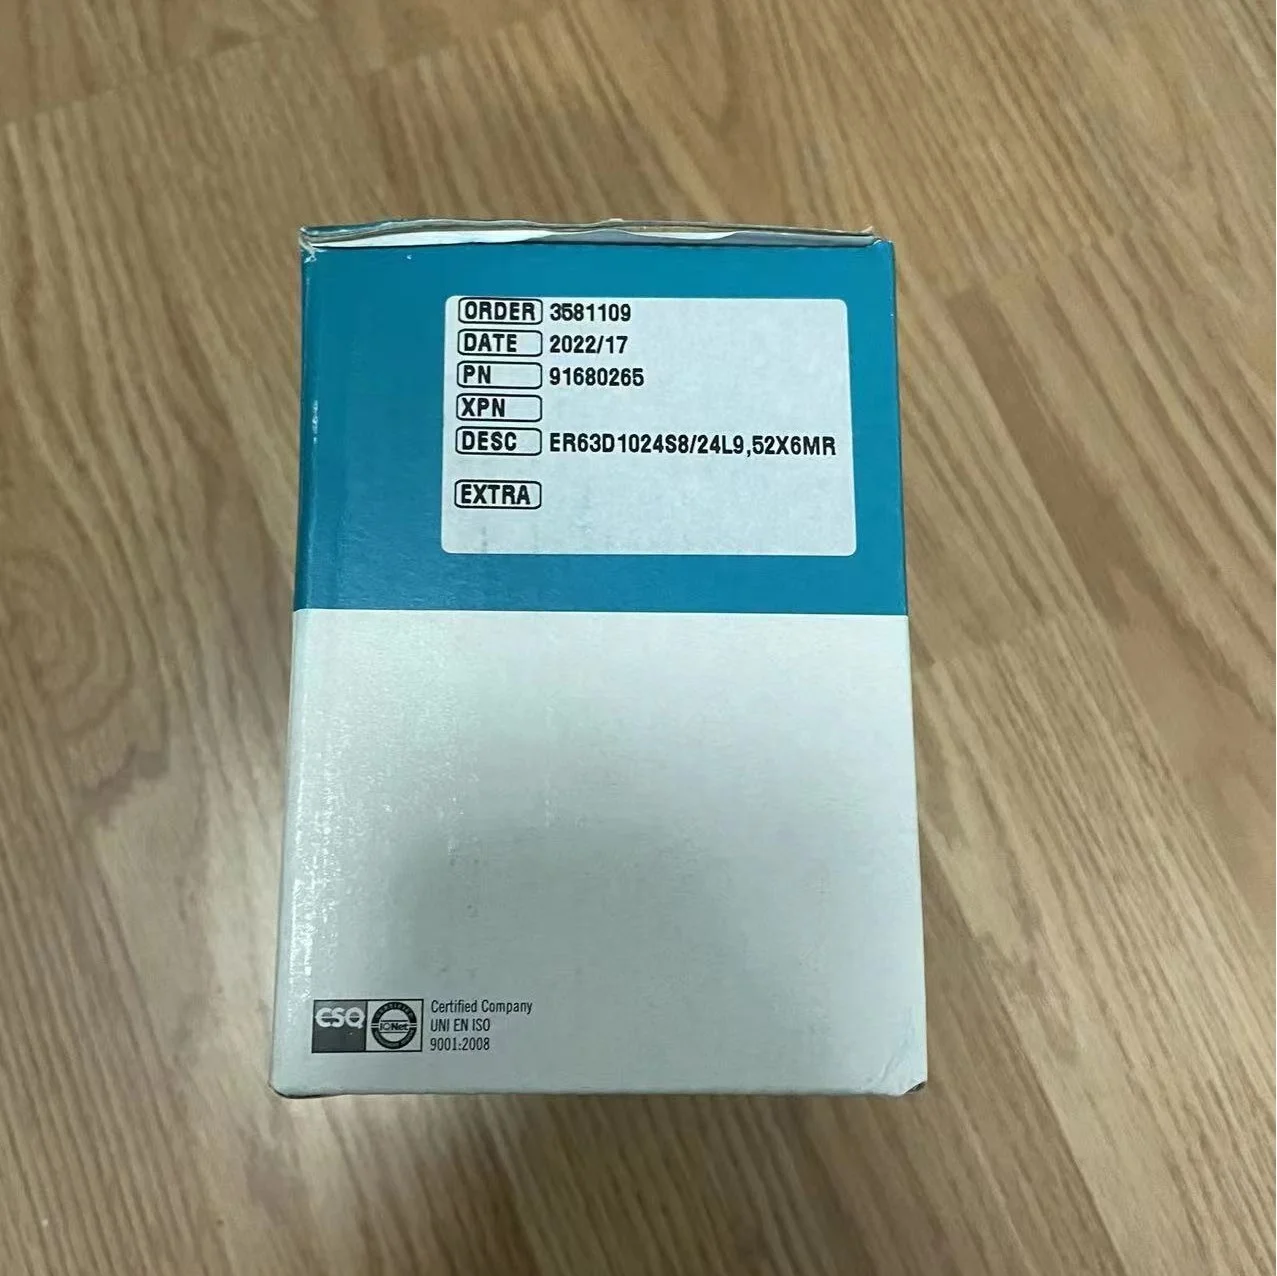 ORDER 3581109
DATE 2022/17
PN 91680265
XPN
DESC ER63D1024S8/24L9,52X6MR
EXTRA
CSQ IQNet Certified Company
UNI EN ISO
9001:2008